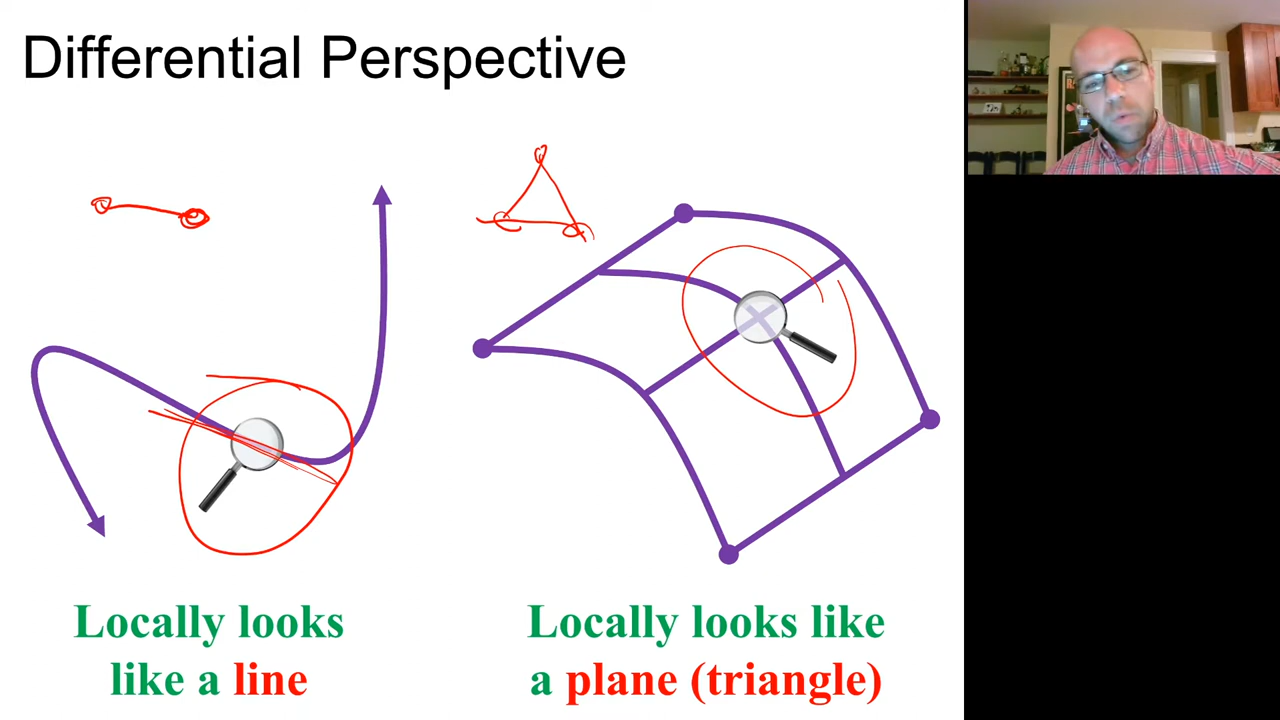 Differential Perspective
Locally looks
like a line
Locally looks like
a plane (triangle)